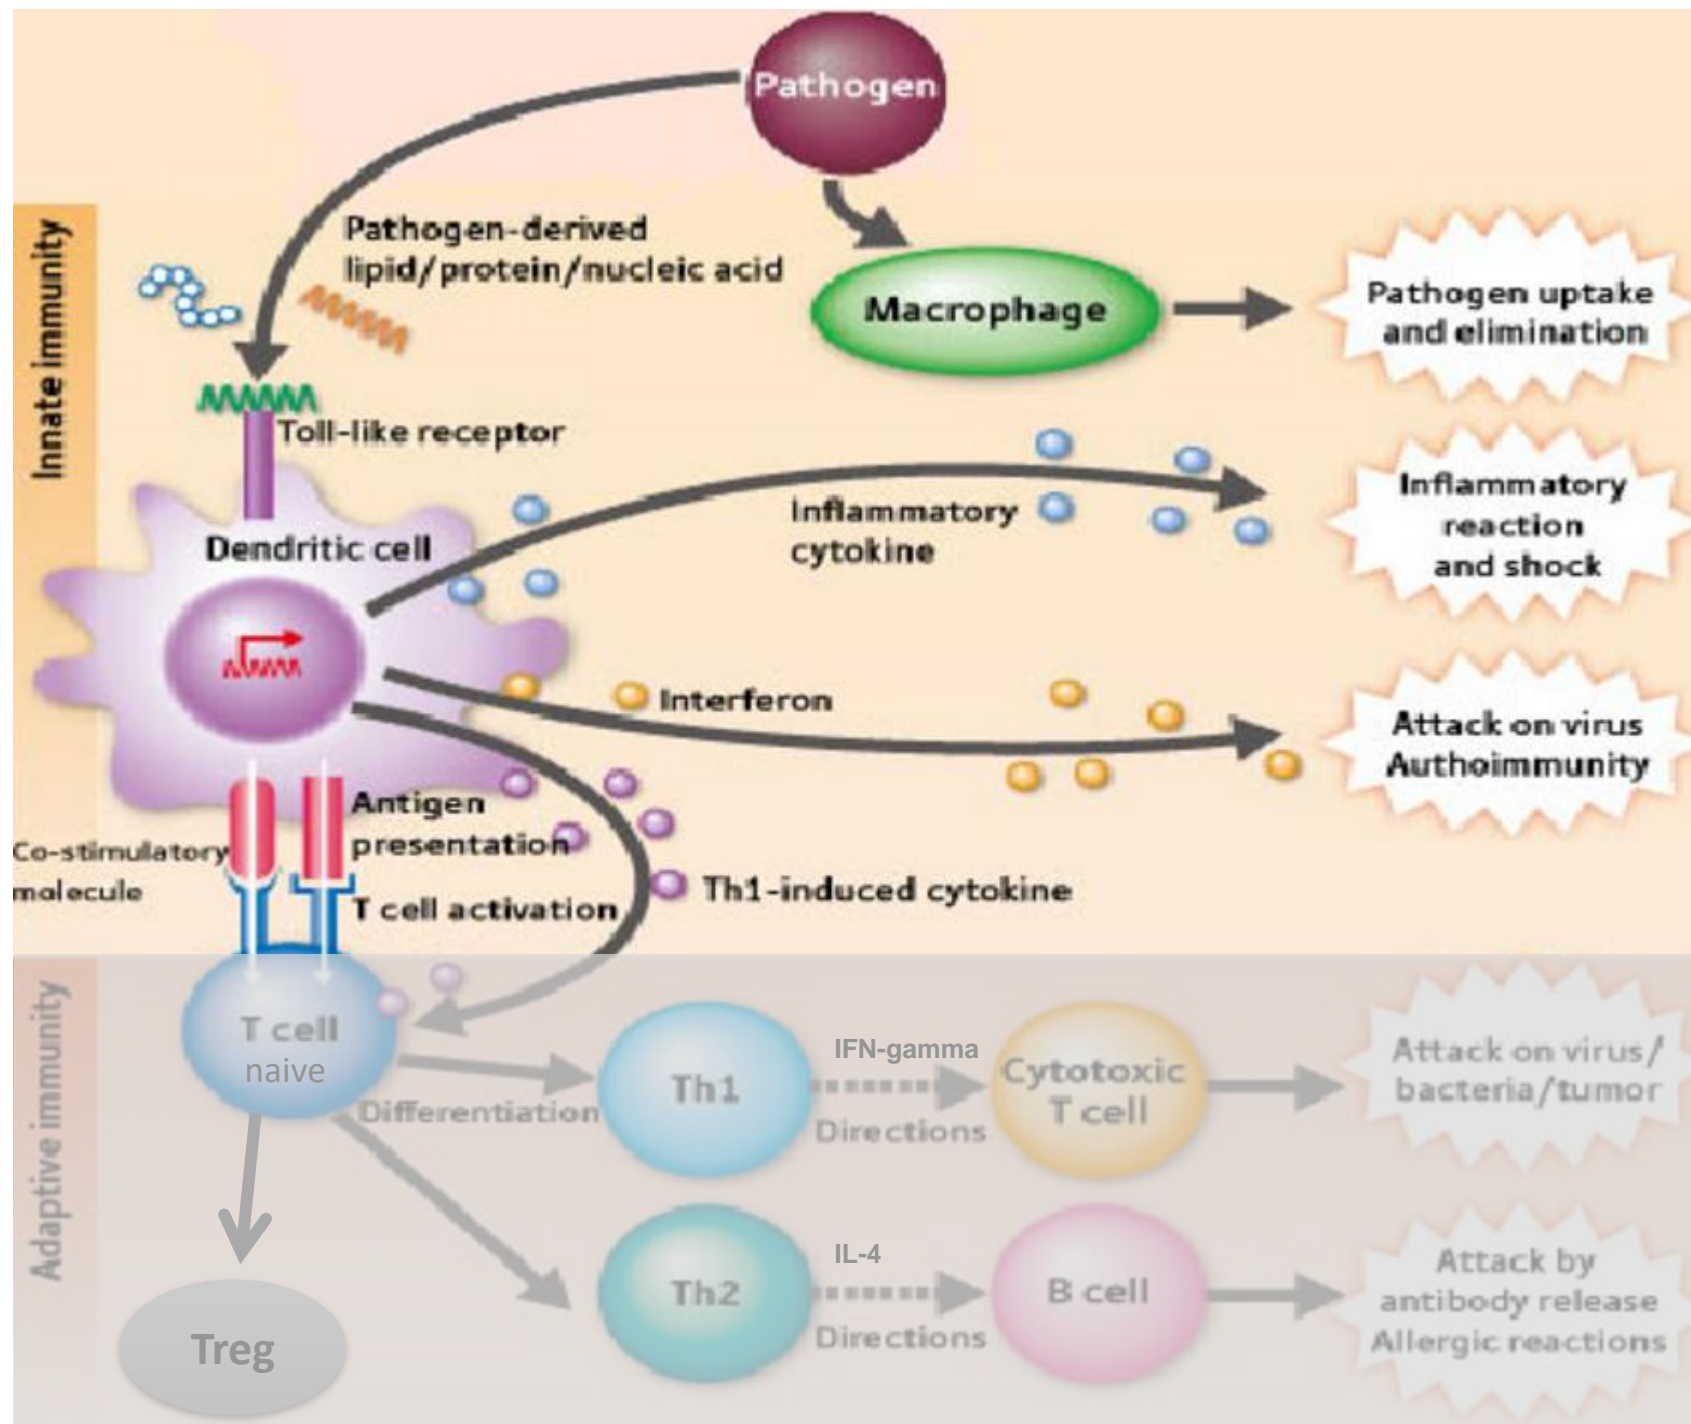 Pathogen
Innate immunity
Pathogen-derived
lipid/protein/nucleic acid
Macrophage
Pathogen uptake
and elimination
Toll-like receptor
Dendritic cell
Inflammatory
cytokine
Inflammatory
reaction
and shock
Interferon
Attack on virus
Authoimmunity
Antigen
presentation
Co-stimulatory
molecule
T cell activation
Th1-induced cytokine
Adaptive immunity
T cell
naive
Differentiation
Th1
IFN-gamma
Directions
Cytotoxic
T cell
Attack on virus/
bacteria/tumor
Th2
IL-4
Directions
B cell
Attack by
antibody release
Allergic reactions
Treg